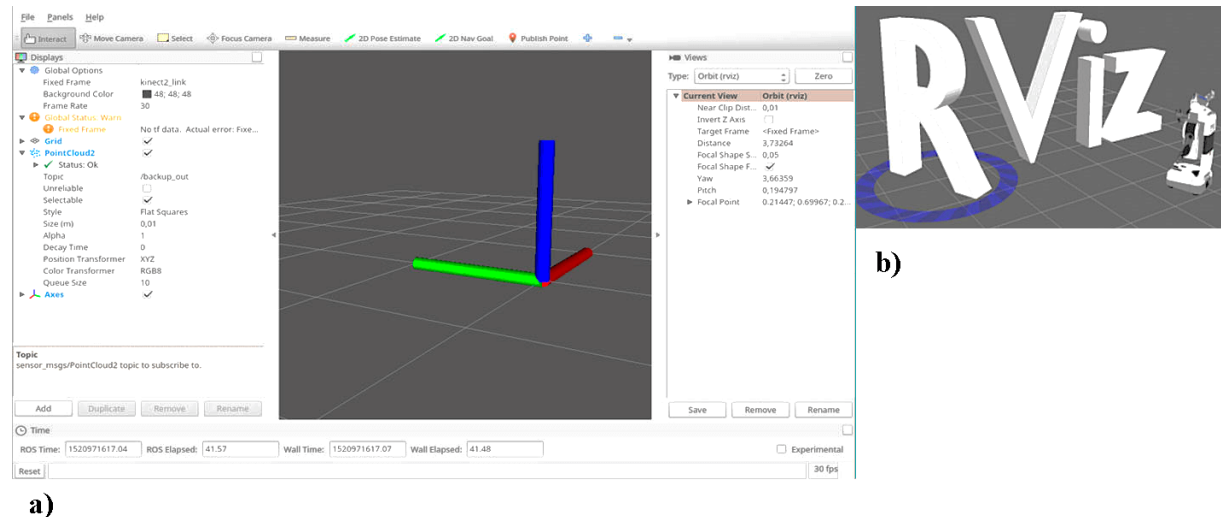 File Panels Help
Interact Move Camera Select Focus Camera Measure 2D Pose Estimate 2D Nav Goal Publish Point
Displays
Global Options
Fixed Frame kinect2_link
Background Color 48; 48; 48
Frame Rate 30
Global Status: Warn
Fixed Frame No tf data. Actual error: Fixe...
Grid
PointCloud2
Status: Ok
Topic /backup_out
Unreliable
Selectable
Style Flat Squares
Size (m) 0,01
Alpha 1
Decay Time 0
Position Transformer XYZ
Color Transformer RGB8
Queue Size 10
Axes
Topic
sensor_msgs/PointCloud2 topic to subscribe to.
Add Duplicate Remove Rename
Views
Type: Orbit (rviz) Zero
Current View Orbit (rviz)
Near Clip Dist... 0,01
Invert Z Axis
Target Frame <Fixed Frame>
Distance 3,73264
Focal Shape S... 0,05
Focal Shape F...
Yaw 3,66359
Pitch 0,194797
Focal Point 0.21447; 0.69967; 0.2...
Save Remove Rename
Time
ROS Time: 1520971617.04 ROS Elapsed: 41.57 Wall Time: 1520971617.07 Wall Elapsed: 41.48 Experimental
Reset 30 fps
a)
RViz
b)